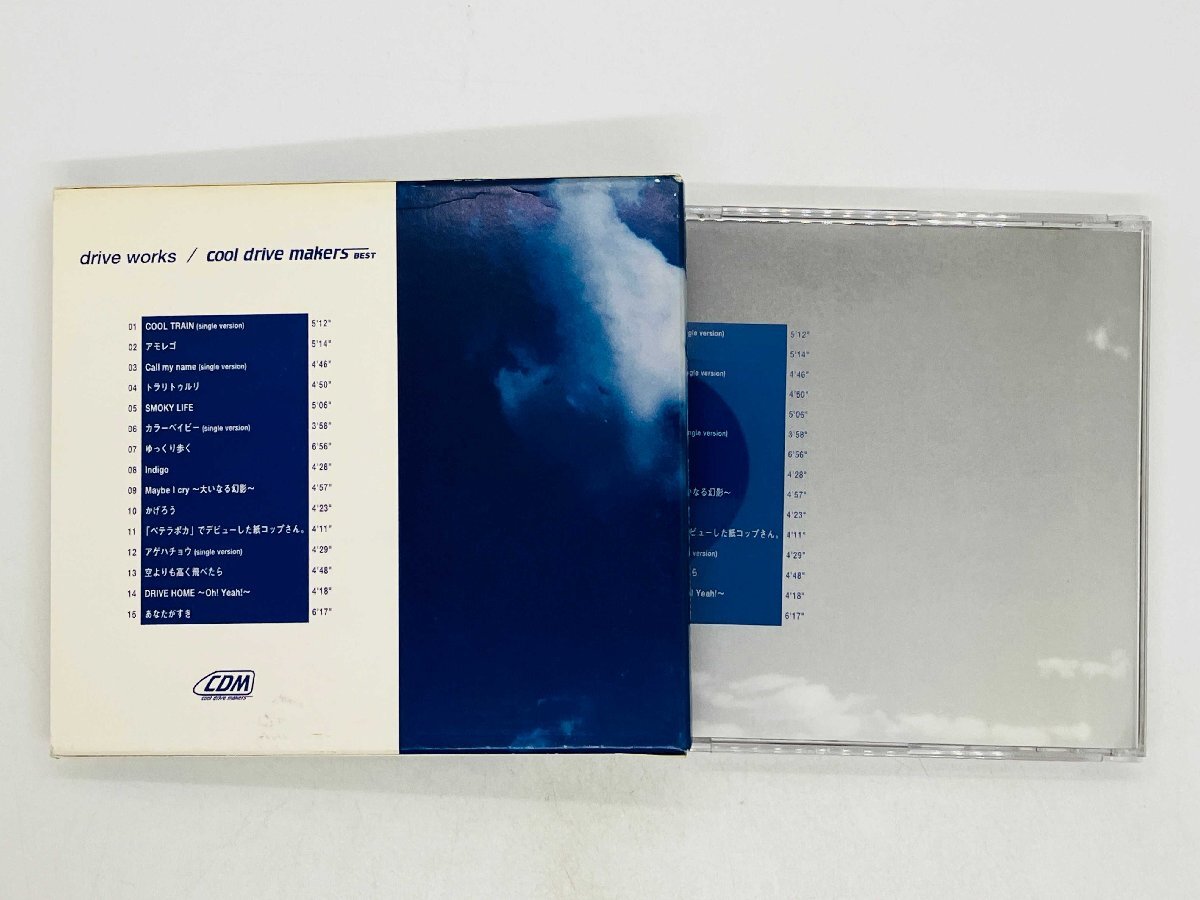 drive works / cool drive makers BEST
01 COOL TRAIN (single version) 5'12"
02 アモレゴ 5'14"
03 Call my name (single version) 4'46"
04 トラリトゥルリ 4'50"
05 SMOKY LIFE 5'06"
06 カラーベイビー (single version) 3'58"
07 ゆっくり歩く 6'56"
08 Indigo 4'28"
09 Maybe I cry 〜大いなる幻影〜 4'57"
10 かげろう 4'23"
11 「ベテラポカ」でデビューした紙コップさん。 4'11"
12 アゲハチョウ (single version) 4'29"
13 空よりも高く飛べたら 4'48"
14 DRIVE HOME 〜Oh! Yeah!〜 4'18"
15 あなたがすき 6'17"
CDM
cool drive makers
version) 5'12"
5'14"
version) 4'46"
4'50"
5'06"
version) 3'58"
6'56"
4'28"
なる幻影〜 4'57"
4'23"
ビューした紙コップさん。 4'11"
version) 4'29"
ら 4'48"
Yeah!〜 4'18"
6'17"